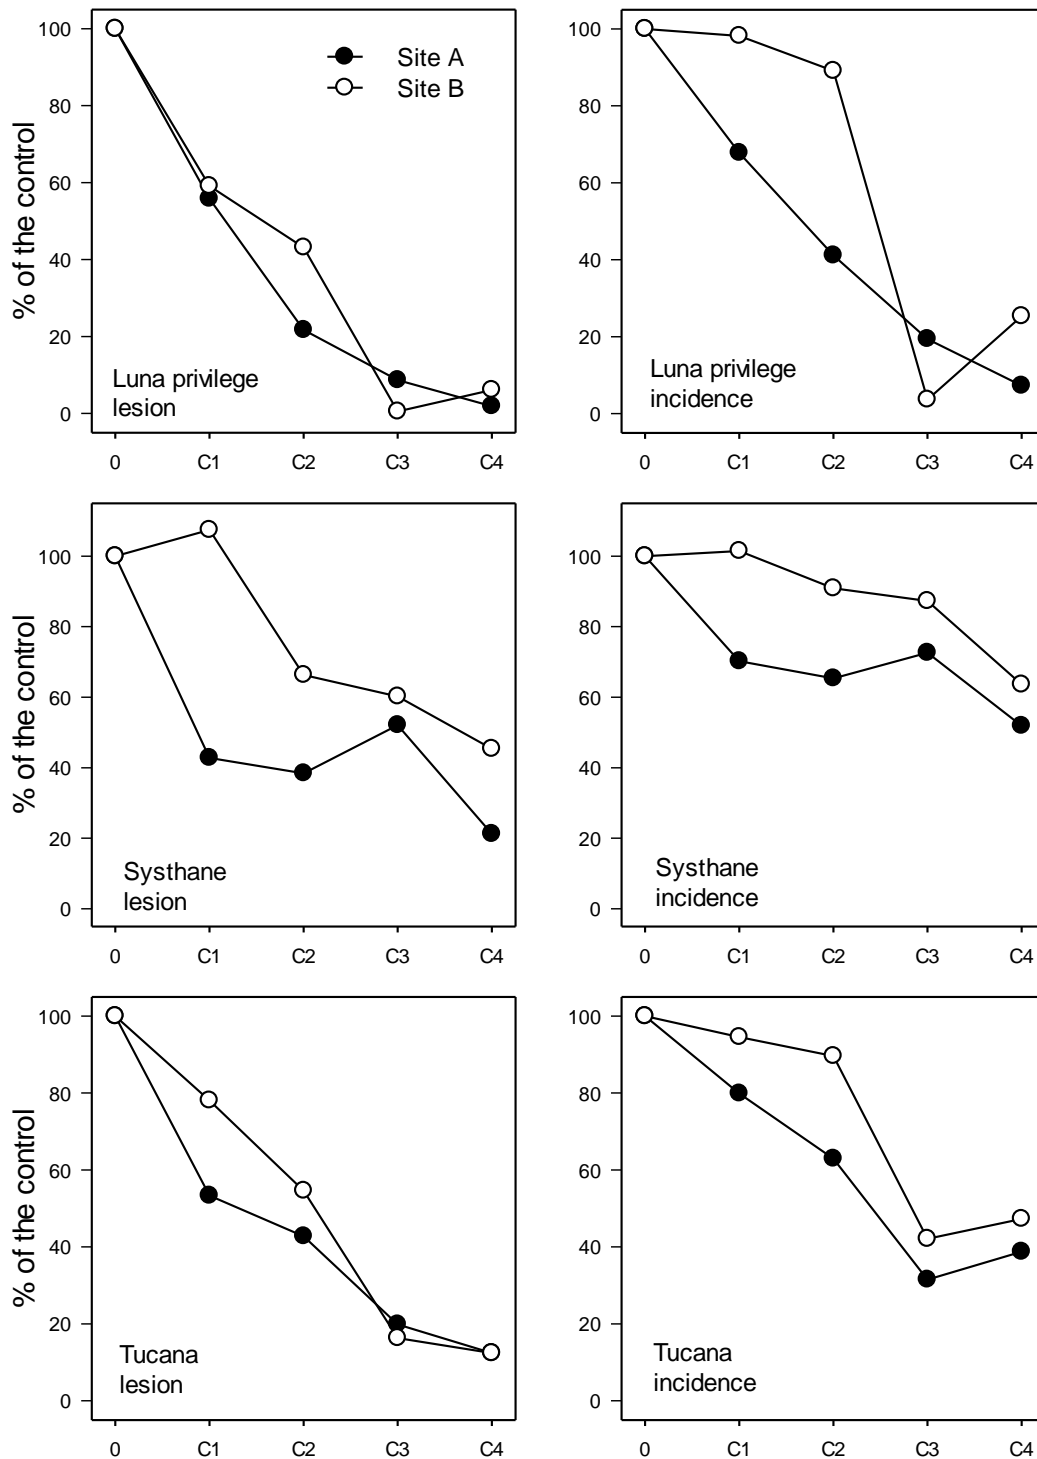 100
80
60
40
20
0
% of the control
Site A
Site B
Luna privilege
lesion
0 C1 C2 C3 C4
100
80
60
40
20
0
Luna privilege
incidence
0 C1 C2 C3 C4
100
80
60
40
20
0
% of the control
Systhane
lesion
0 C1 C2 C3 C4
100
80
60
40
20
0
Systhane
incidence
0 C1 C2 C3 C4
100
80
60
40
20
0
% of the control
Tucana
lesion
0 C1 C2 C3 C4
100
80
60
40
20
0
Tucana
incidence
0 C1 C2 C3 C4